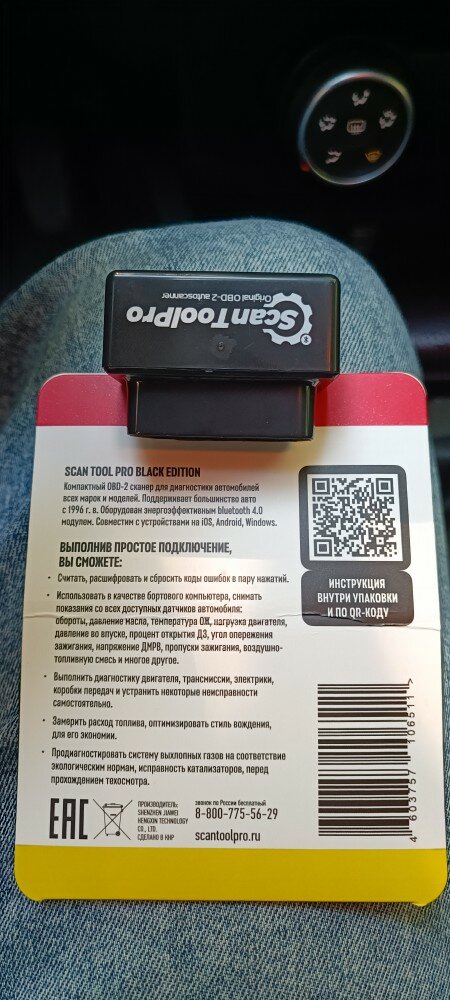 ScanToolPro
Original OBD-2 autoscanner
SCAN TOOL PRO BLACK EDITION
Компактный OBD-2 сканер для диагностики автомобилей
всех марок и моделей. Поддерживает большинство авто
с 1996 г. в. Оборудован энергоэффективным bluetooth 4.0
модулем. Совместим с устройствами на iOS, Android, Windows.
ВЫПОЛНИВ ПРОСТОЕ ПОДКЛЮЧЕНИЕ,
ВЫ СМОЖЕТЕ:
· Считать, расшифровать и сбросить коды ошибок в пару нажатий.
· Использовать в качестве бортового компьютера, снимать
показания со всех доступных датчиков автомобиля:
обороты, давление масла, температура ОЖ, нагрузка двигателя,
давление во впуске, процент открытия ДЗ, угол опережения
зажигания, напряжение ДМРВ, пропуски зажигания, воздушно-
топливную смесь и многое другое.
· Выполнить диагностику двигателя, трансмиссии, электрики,
коробки передач и устранить некоторые неисправности
самостоятельно.
· Замерить расход топлива, оптимизировать стиль вождения,
для его экономии.
· Продиагностировать систему выхлопных газов на соответствие
экологическим нормам, исправность катализаторов, перед
прохождением техосмотра.
ИНСТРУКЦИЯ
ВНУТРИ УПАКОВКИ
И ПО QR-КОДУ
EAC
ПРОИЗВОДИТЕЛЬ:
SHENZHEN JIAWEI
HENGXIN TECHNOLOGY
CO., LTD.
СДЕЛАНО В КНР
звонок по России бесплатный
8-800-775-56-29
scantoolpro.ru
4 603757 106511 >